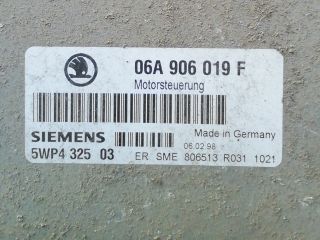 06A 906 019 F
Motorsteuerung
SIEMENS
Made in Germany
06.02.98
5WP4 325 03
ER SME 806513 R031 1021